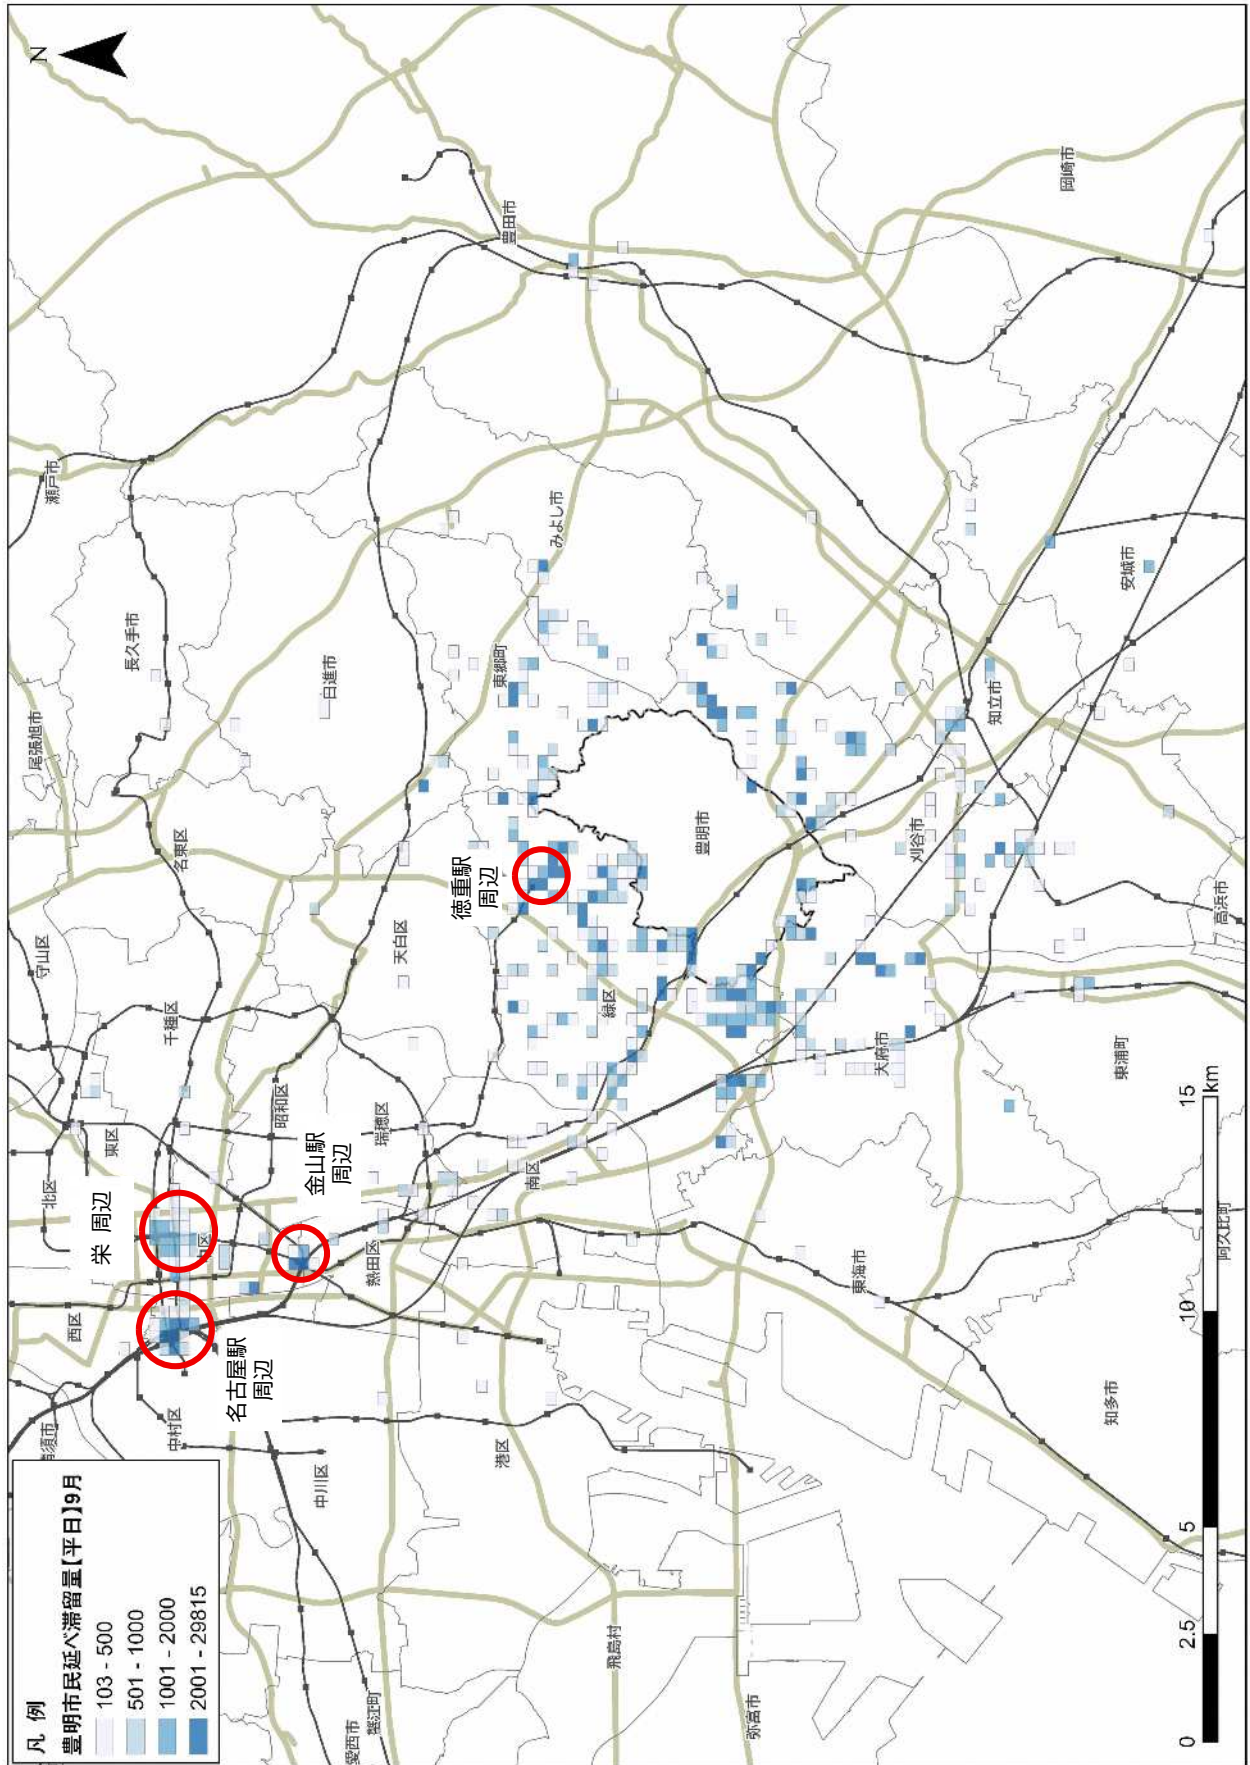 凡 例
豊明市民延べ滞留量【平日】9月
103 - 500
501 - 1000
1001 - 2000
2001 - 29815
N
瀬戸市
尾張旭市
長久手市
守山区
名東区
日進市
豊田市
北区
東区
千種区
西区
栄 周辺
中区
昭和区
天白区
東郷町
みよし市
名古屋駅
周辺
金山駅
周辺
徳重駅
周辺
中村区
瑞穂区
熱田区
中川区
南区
緑区
豊明市
港区
愛西市
蟹江町
飛島村
弥富市
東海市
大府市
刈谷市
知立市
岡崎市
安城市
高浜市
東浦町
知多市
阿久比町
0
2.5
5
10
15
km